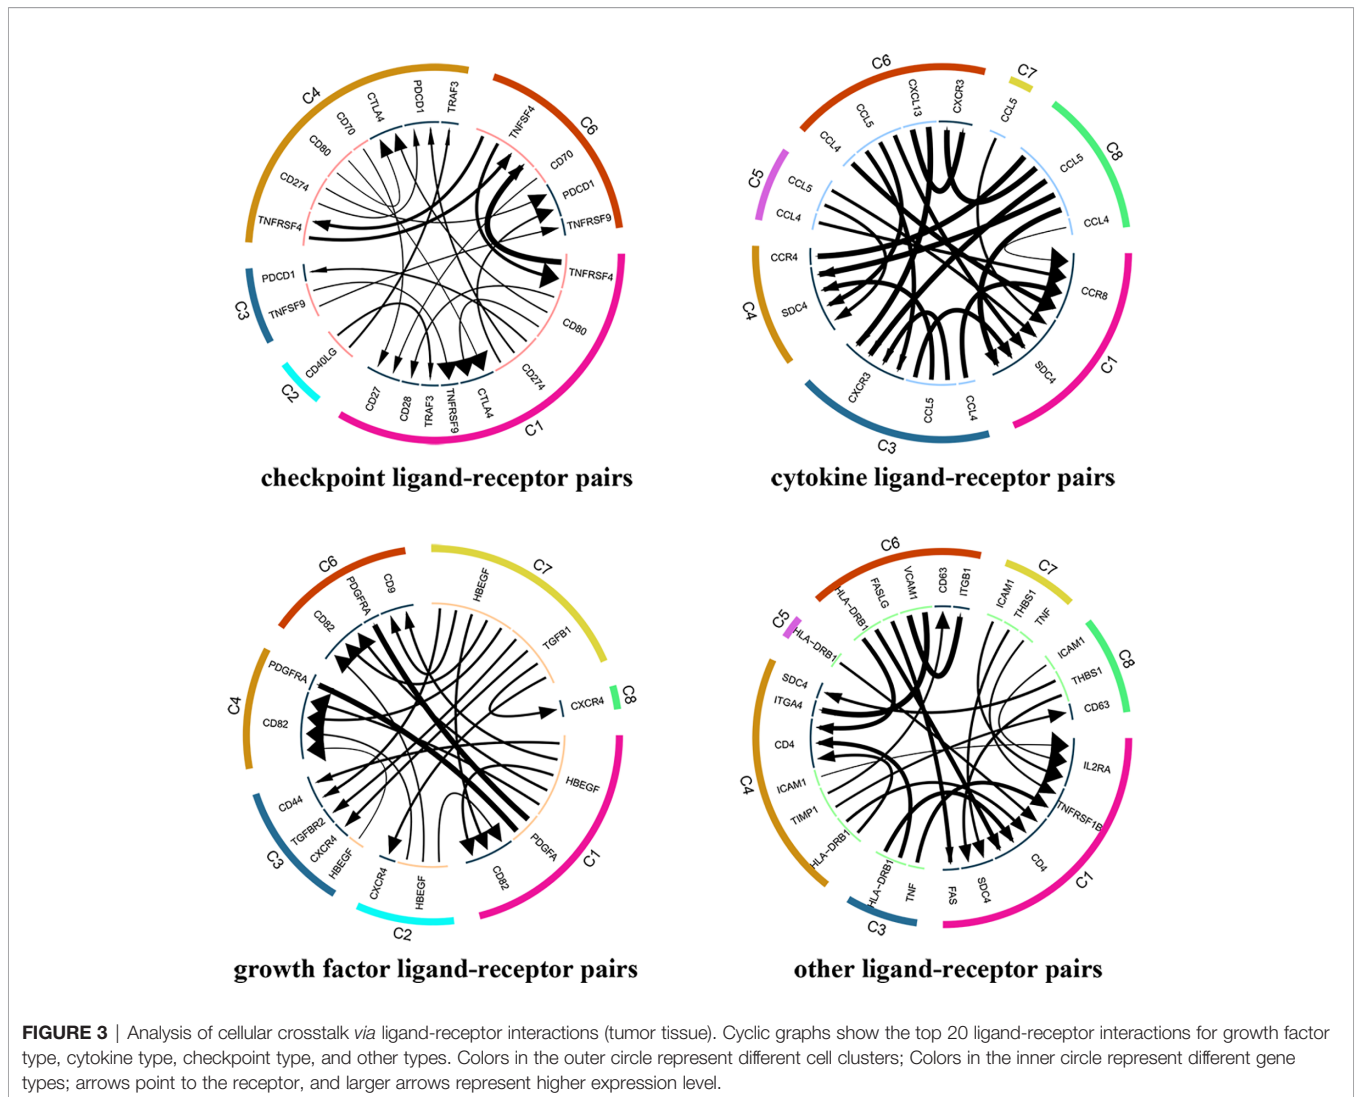 C4
C6
C3
C2
C1
TNFRSF4
CD274
CD80
CD70
CTLA4
PDCD1
TRAF3
TNFSF4
CD70
PDCD1
TNFRSF9
TNFRSF4
CD80
CD274
CTLA4
TNFRSF9
TRAF3
CD28
CD27
CD40LG
TNFSF9
PDCD1
checkpoint ligand-receptor pairs
C6
C7
C8
C5
C4
C3
C1
CCL4
CCL5
CXCL13
CXCR3
CCL5
CCL5
CCL4
CCR8
SDC4
CCL4
CCL5
CXCR3
SDC4
CCR4
CCL4
CCL5
cytokine ligand-receptor pairs
C6
C7
C8
C4
C3
C2
C1
CD82
PDGFRA
CD9
HBEGF
TGFB1
CXCR4
HBEGF
PDGFA
CD82
HBEGF
CXCR4
HBEGF
CXCR4
TGFBR2
CD44
CD82
PDGFRA
growth factor ligand-receptor pairs
C6
C7
C8
C5
C4
C3
C1
HLA-DRB1
HLA-DRB1
FASLG
VCAM1
CD63
ITGB1
ICAM1
THBS1
TNF
ICAM1
THBS1
CD63
IL2RA
TNFRSF1B
CD4
SDC4
FAS
TNF
HLA-DRB1
HLA-DRB1
TIMP1
ICAM1
CD4
ITGA4
SDC4
other ligand-receptor pairs
FIGURE 3 | Analysis of cellular crosstalk via ligand-receptor interactions (tumor tissue). Cyclic graphs show the top 20 ligand-receptor interactions for growth factor
type, cytokine type, checkpoint type, and other types. Colors in the outer circle represent different cell clusters; Colors in the inner circle represent different gene
types; arrows point to the receptor, and larger arrows represent higher expression level.